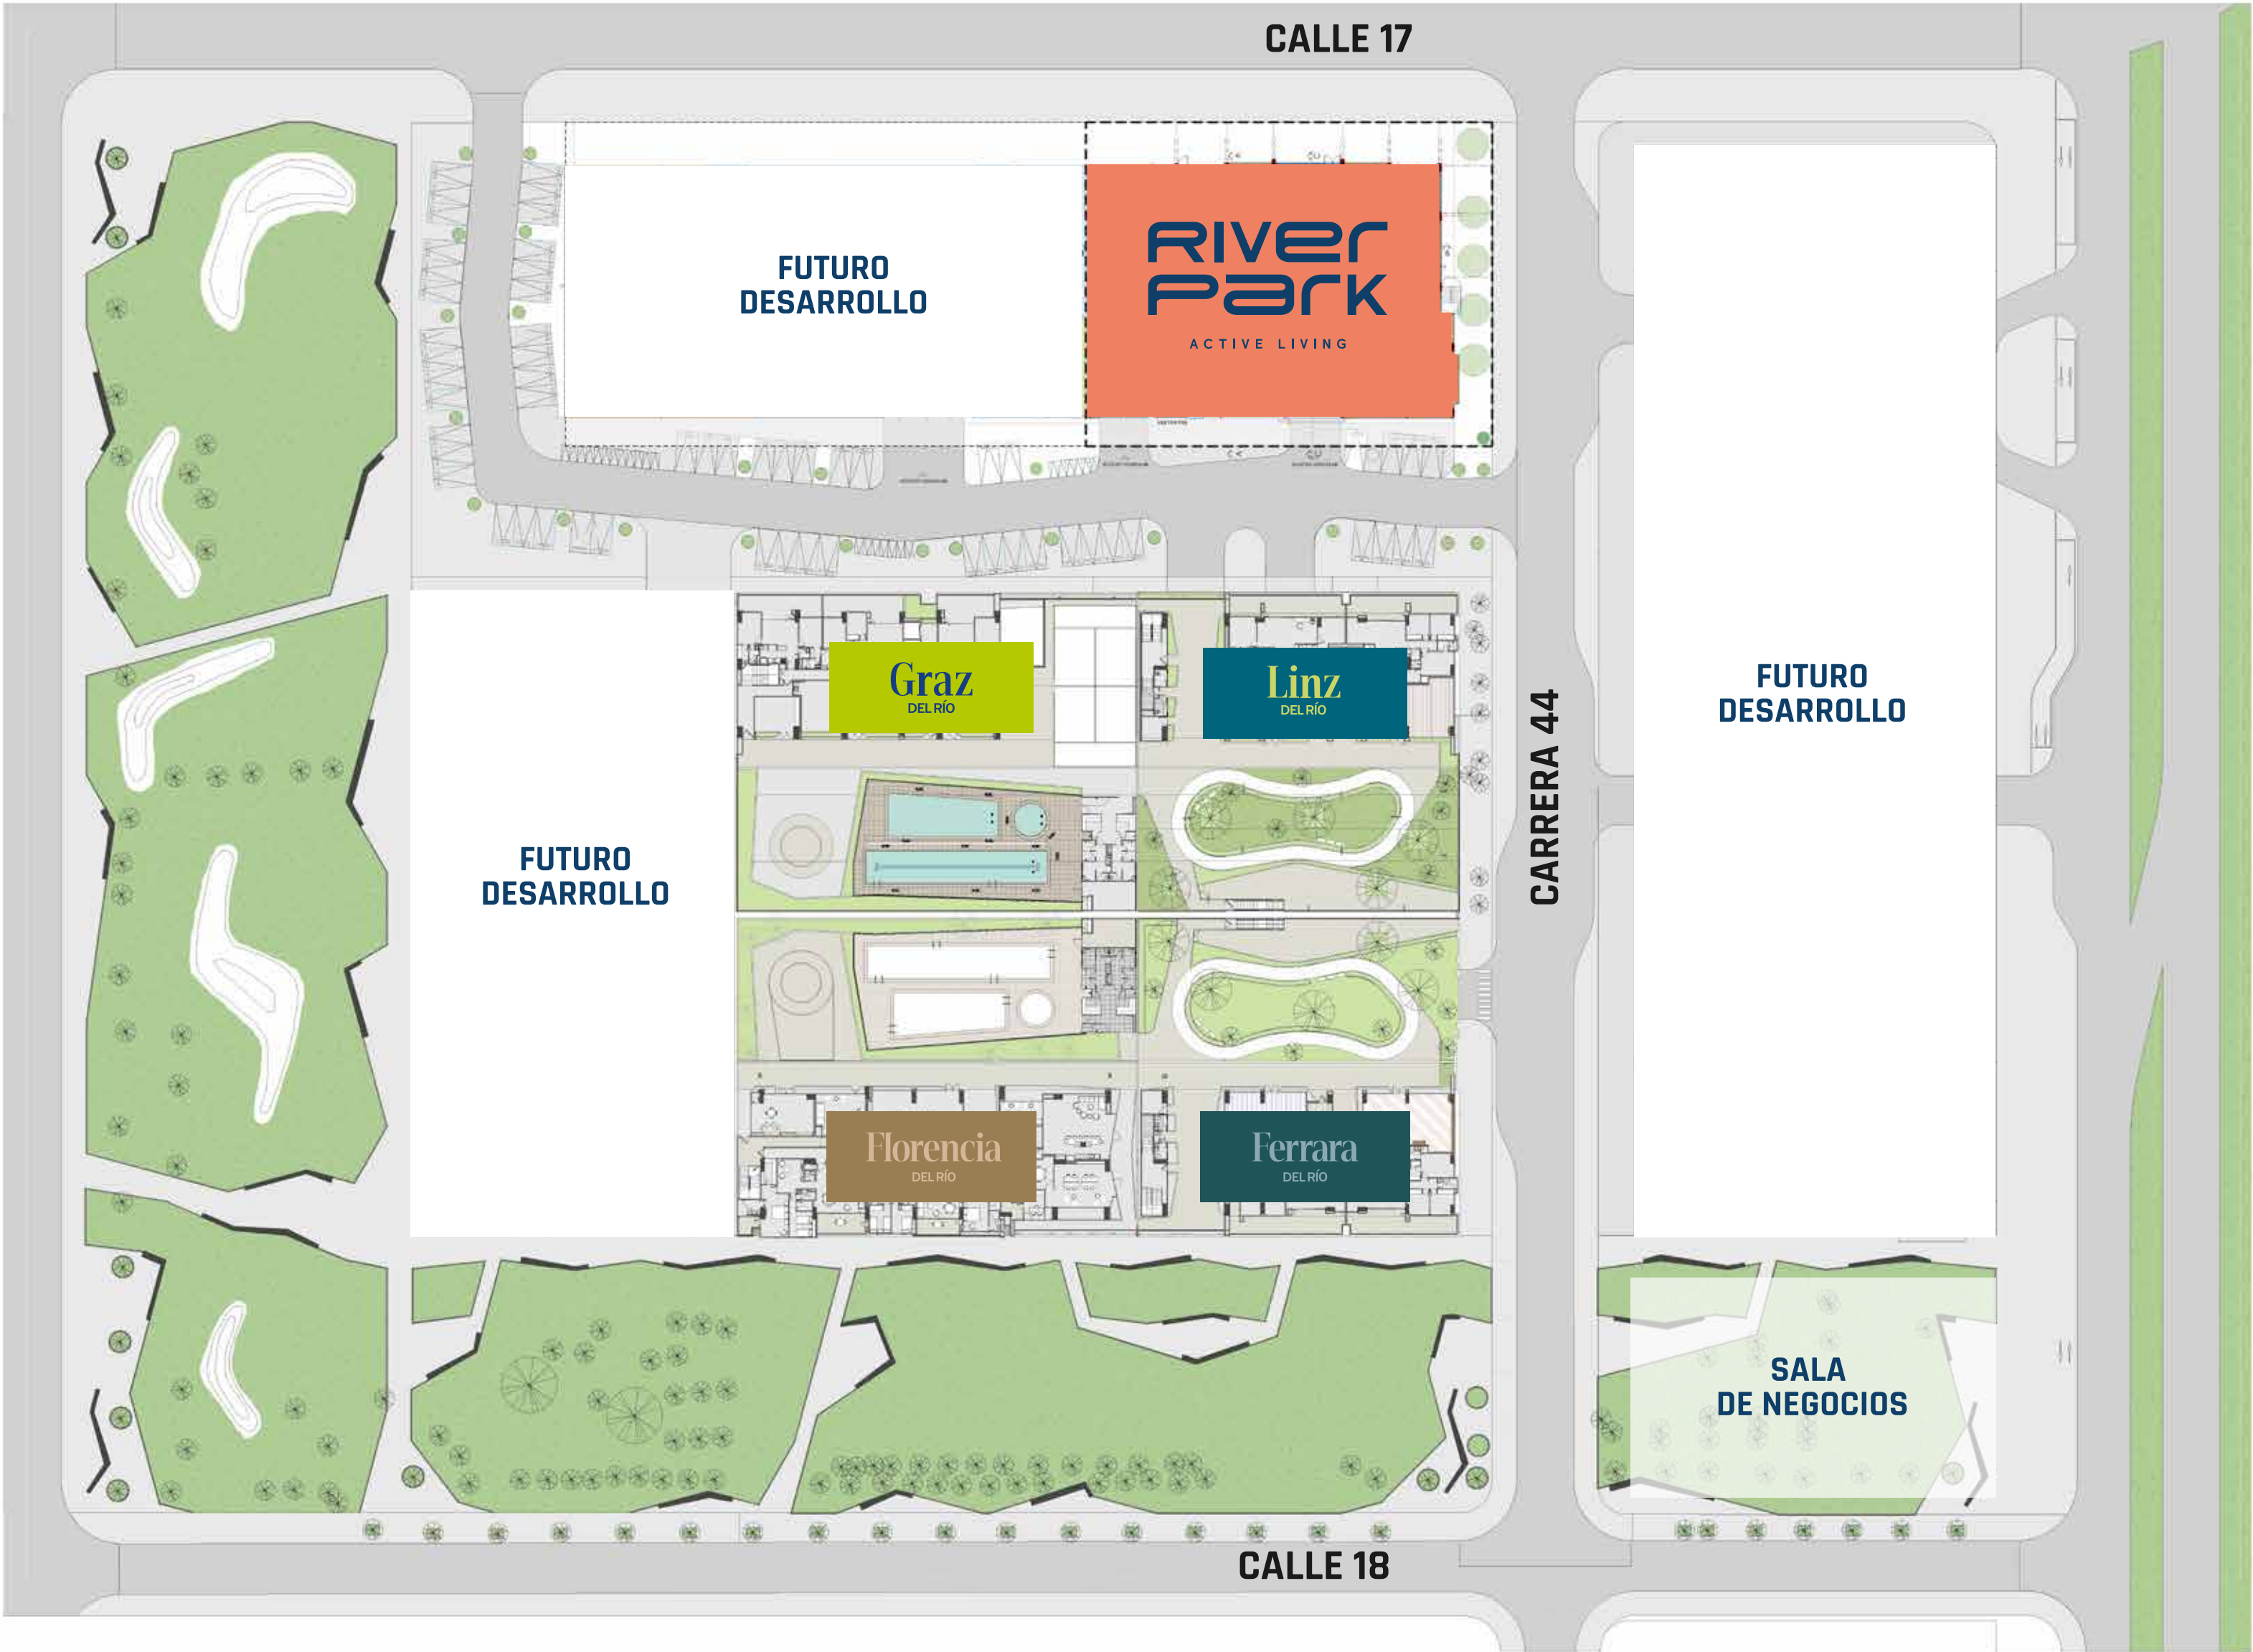 CALLE 17
FUTURO
DESARROLLO
RIVER
PARK
ACTIVE LIVING
Graz
DEL RÍO
Linz
DEL RÍO
FUTURO
DESARROLLO
CARRERA 44
FUTURO
DESARROLLO
Florencia
DEL RÍO
Ferrara
DEL RÍO
SALA
DE NEGOCIOS
CALLE 18